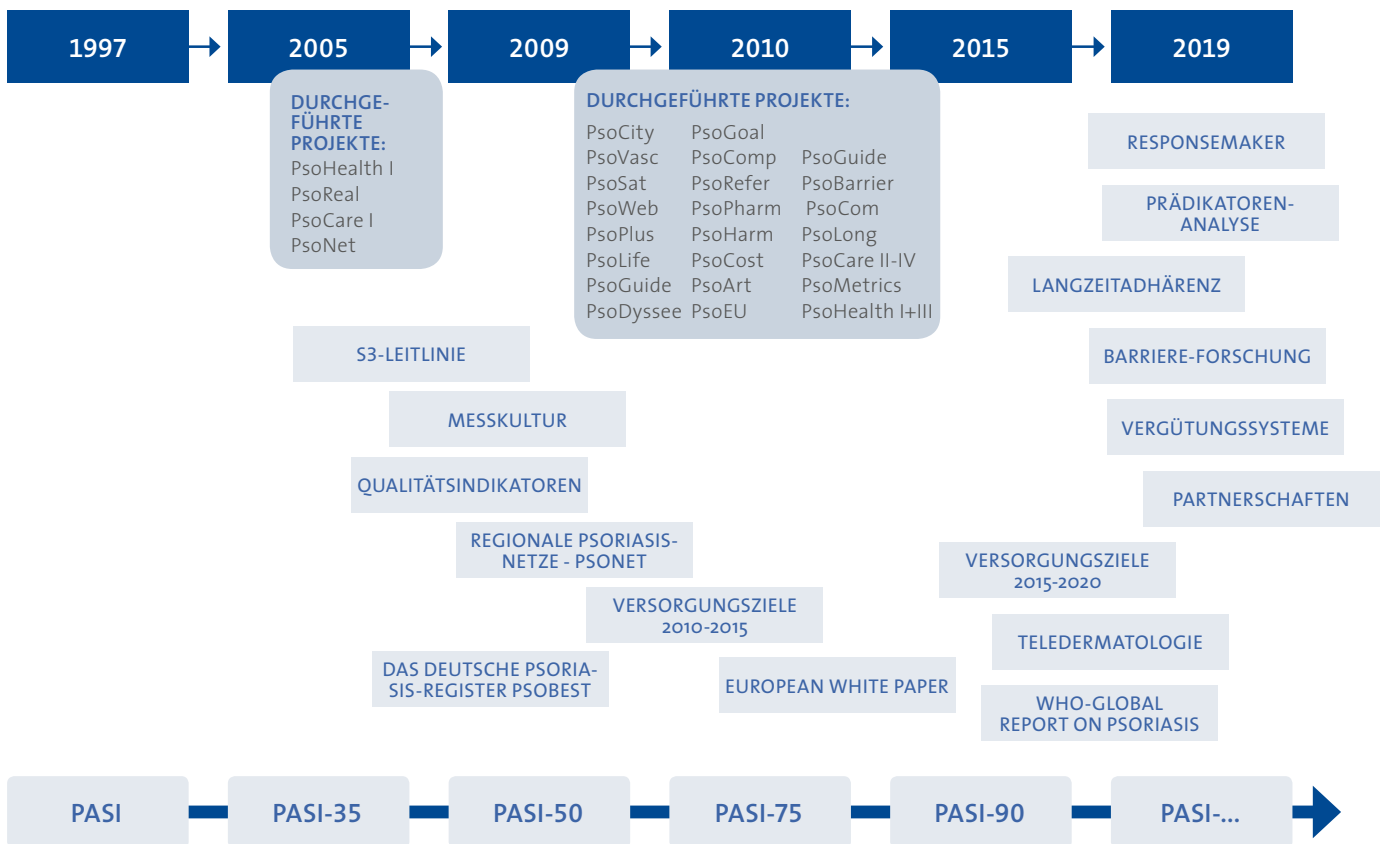 1997
2005
2009
2010
2015
2019
DURCHGE-
FÜHRTE
PROJEKTE:
PsoHealth I
PsoReal
PsoCare I
PsoNet
DURCHGEFÜHRTE PROJEKTE:
PsoCity PsoGoal
PsoVasc PsoComp PsoGuide
PsoSat PsoRefer PsoBarrier
PsoWeb PsoPharm PsoCom
PsoPlus PsoHarm PsoLong
PsoLife PsoCost PsoCare II-IV
PsoGuide PsoArt PsoMetrics
PsoDyssee PsoEU PsoHealth I+III
RESPONSEMAKER
PRÄDIKATOREN-
ANALYSE
LANGZEITADHÄRENZ
S3-LEITLINIE
BARRIERE-FORSCHUNG
MESSKULTUR
VERGÜTUNGSSYSTEME
QUALITÄTSINDIKATOREN
PARTNERSCHAFTEN
REGIONALE PSORIASIS-
NETZE - PSONET
VERSORGUNGSZIELE
2015-2020
VERSORGUNGSZIELE
2010-2015
TELEDERMATOLOGIE
DAS DEUTSCHE PSORIA-
SIS-REGISTER PSOBEST
EUROPEAN WHITE PAPER
WHO-GLOBAL
REPORT ON PSORIASIS
PASI
PASI-35
PASI-50
PASI-75
PASI-90
PASI-...